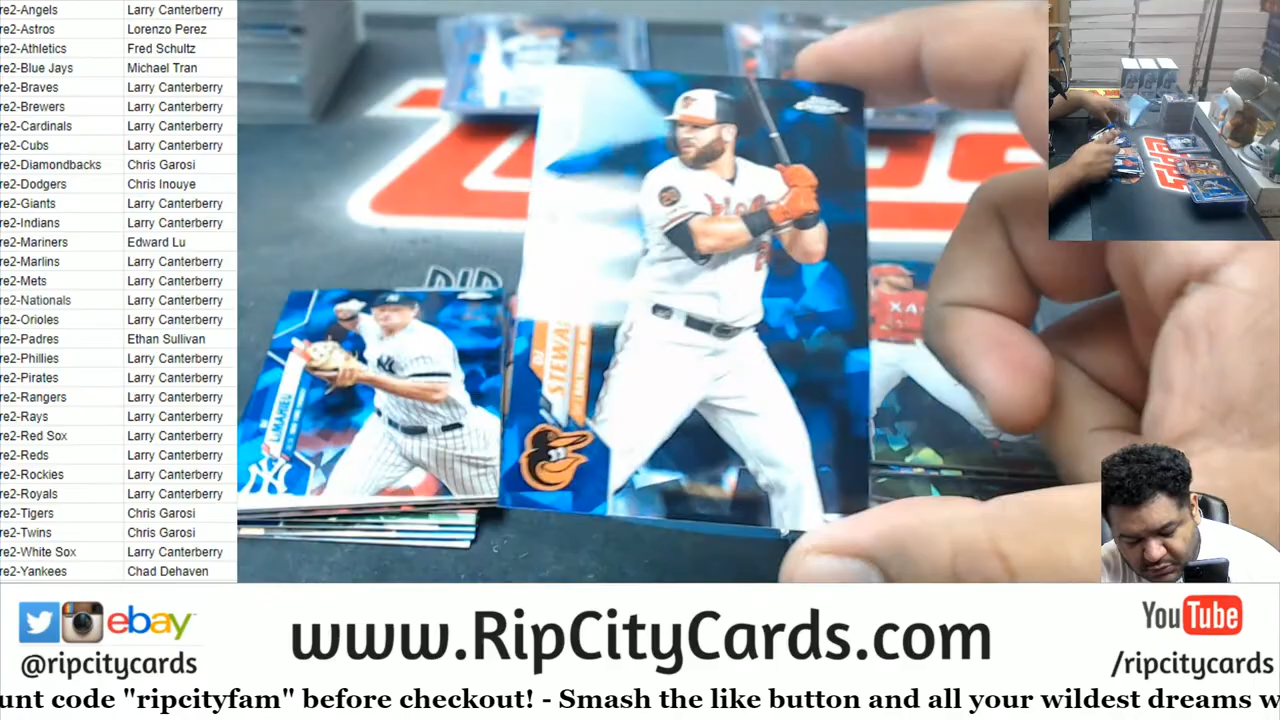 re2-Angels Larry Canterberry
re2-Astros Lorenzo Perez
re2-Athletics Fred Schultz
re2-Blue Jays Michael Tran
re2-Braves Larry Canterberry
re2-Brewers Larry Canterberry
re2-Cardinals Larry Canterberry
re2-Cubs Larry Canterberry
re2-Diamondbacks Chris Garosi
re2-Dodgers Chris Inouye
re2-Giants Larry Canterberry
re2-Indians Larry Canterberry
re2-Mariners Edward Lu
re2-Marlins Larry Canterberry
re2-Mets Larry Canterberry
re2-Nationals Larry Canterberry
re2-Orioles Larry Canterberry
re2-Padres Ethan Sullivan
re2-Phillies Larry Canterberry
re2-Pirates Larry Canterberry
re2-Rangers Larry Canterberry
re2-Rays Larry Canterberry
re2-Red Sox Larry Canterberry
re2-Reds Larry Canterberry
re2-Rockies Larry Canterberry
re2-Royals Larry Canterberry
re2-Tigers Chris Garosi
re2-Twins Chris Garosi
re2-White Sox Larry Canterberry
re2-Yankees Chad Dehaven
DJ
STEWA
DJ
LEMAHIEU
NY
ebay
@ripcitycards
www.RipCityCards.com
YouTube
/ripcitycards
unt code "ripcityfam" before checkout! - Smash the like button and all your wildest dreams w